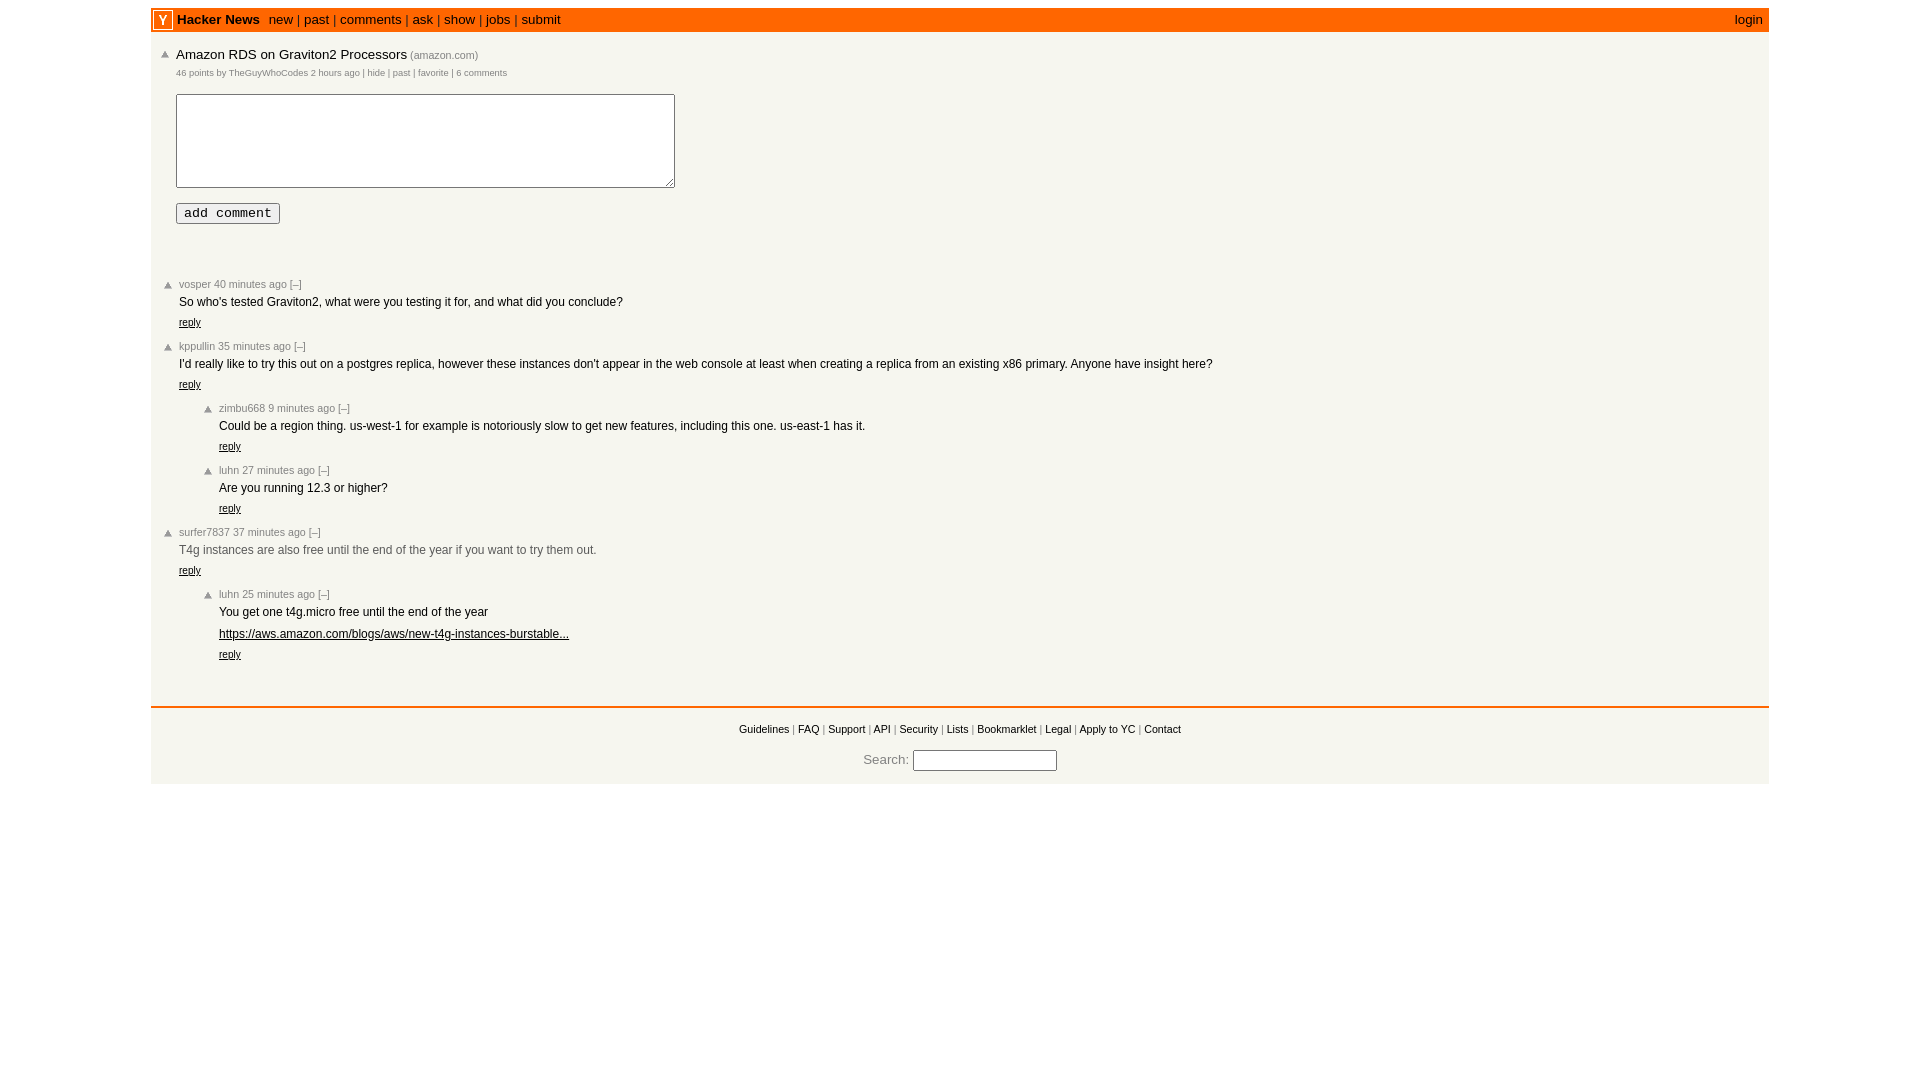 Y Hacker News new | past | comments | ask | show | jobs | submit login
Amazon RDS on Graviton2 Processors (amazon.com)
46 points by TheGuyWhoCodes 2 hours ago | hide | past | favorite | 6 comments
add comment
vosper 40 minutes ago [–]
So who's tested Graviton2, what were you testing it for, and what did you conclude?
reply
kppullin 35 minutes ago [–]
I'd really like to try this out on a postgres replica, however these instances don't appear in the web console at least when creating a replica from an existing x86 primary. Anyone have insight here?
reply
zimbu668 9 minutes ago [–]
Could be a region thing. us-west-1 for example is notoriously slow to get new features, including this one. us-east-1 has it.
reply
luhn 27 minutes ago [–]
Are you running 12.3 or higher?
reply
surfer7837 37 minutes ago [–]
T4g instances are also free until the end of the year if you want to try them out.
reply
luhn 25 minutes ago [–]
You get one t4g.micro free until the end of the year
https://aws.amazon.com/blogs/aws/new-t4g-instances-burstable...
reply
Guidelines | FAQ | Support | API | Security | Lists | Bookmarklet | Legal | Apply to YC | Contact
Search: